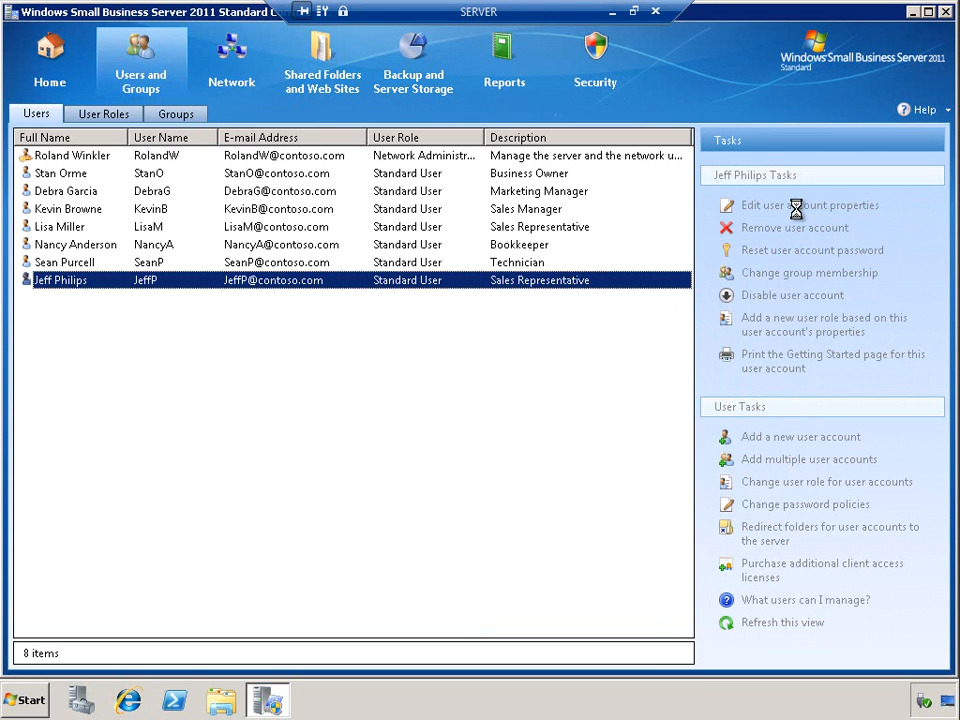 Windows Small Business Server 2011 Standard C
SERVER
Home
Users and
Groups
Network
Shared Folders
and Web Sites
Backup and
Server Storage
Reports
Security
Windows Small Business Server 2011
Standard
Users
User Roles
Groups
Help
Full Name User Name E-mail Address User Role Description
Roland Winkler RolandW RolandW@contoso.com Network Administr... Manage the server and the network u...
Stan Orme StanO StanO@contoso.com Standard User Business Owner
Debra Garcia DebraG DebraG@contoso.com Standard User Marketing Manager
Kevin Browne KevinB KevinB@contoso.com Standard User Sales Manager
Lisa Miller LisaM LisaM@contoso.com Standard User Sales Representative
Nancy Anderson NancyA NancyA@contoso.com Standard User Bookkeeper
Sean Purcell SeanP SeanP@contoso.com Standard User Technician
Jeff Philips JeffP JeffP@contoso.com Standard User Sales Representative
8 items
Tasks
Jeff Philips Tasks
Edit user account properties
Remove user account
Reset user account password
Change group membership
Disable user account
Add a new user role based on this
user account's properties
Print the Getting Started page for this
user account
User Tasks
Add a new user account
Add multiple user accounts
Change user role for user accounts
Change password policies
Redirect folders for user accounts to
the server
Purchase additional client access
licenses
What users can I manage?
Refresh this view
Start